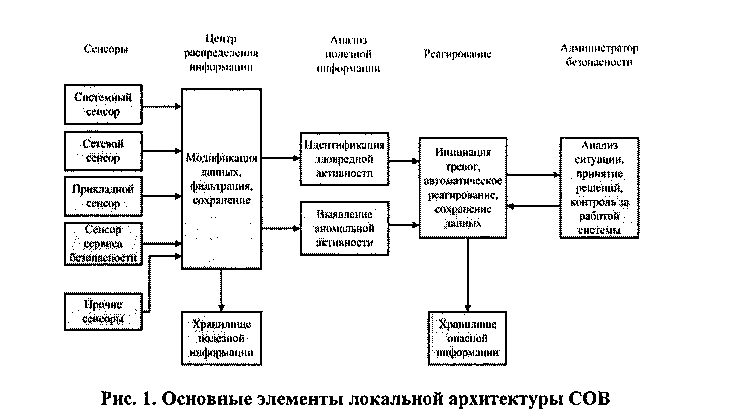 Сенсоры
Центр
распределения
информации
Анализ
полезной
информации
Реагирование
Администратор
безопасности
Системный
сенсор
Сетевой
сенсор
Прикладной
сенсор
Сенсор
сервиса
безопасности
Прочие
сенсоры
Модификация
данных,
фильтрация,
сохранение
Идентификация
зловредной
активности
Выявление
аномальной
активности
Инициация
тревог,
автоматическое
реагирование,
сохранение
данных
Анализ
ситуации,
принятие
решений,
контроль за
работой
системы
Хранилище
полезной
информации
Хранилище
опасной
информации
Рис. 1. Основные элементы локальной архитектуры СОВ